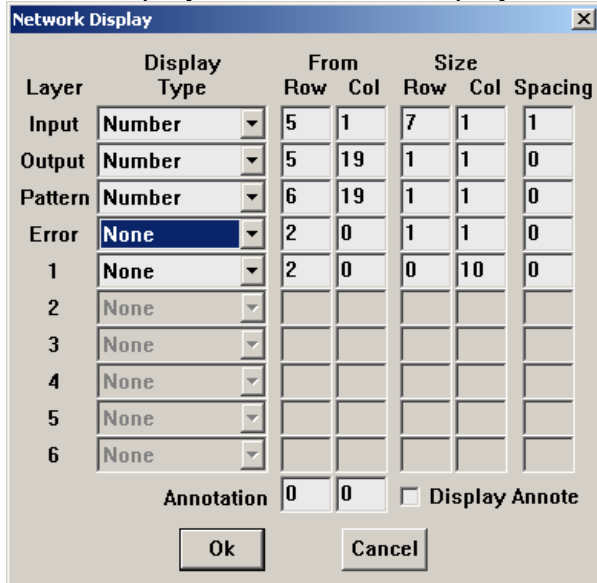 Network Display
Display From Size
Layer Type Row Col Row Col Spacing
Input Number 5 1 7 1 1
Output Number 5 19 1 1 0
Pattern Number 6 19 1 1 0
Error None 2 0 1 1 0
1 None 2 0 0 10 0
2 None
3 None
4 None
5 None
6 None
Annotation 0 0 Display Annote
Ok Cancel